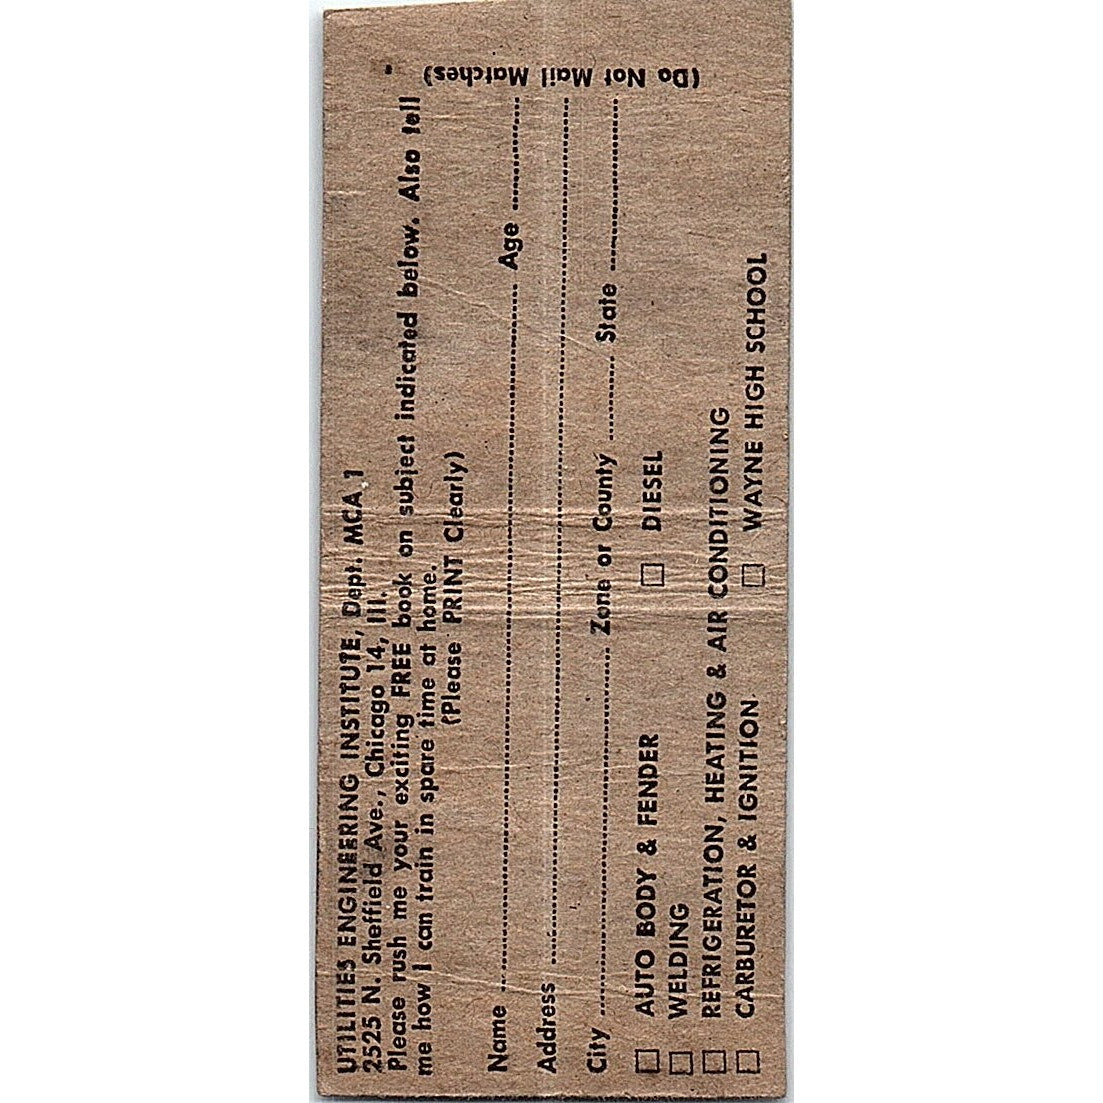 UTILITIES ENGINEERING INSTITUTE, Dept. MCA 1
2525 N. Sheffield Ave., Chicago 14, Ill.
Please rush me your exciting FREE book on subject indicated below. Also tell
me how I can train in spare time at home.
(Please PRINT Clearly)
Name Age
Address
City Zone or County State
AUTO BODY & FENDER DIESEL
WELDING
REFRIGERATION, HEATING & AIR CONDITIONING
CARBURETOR & IGNITION WAYNE HIGH SCHOOL
(Do Not Mail Matches)